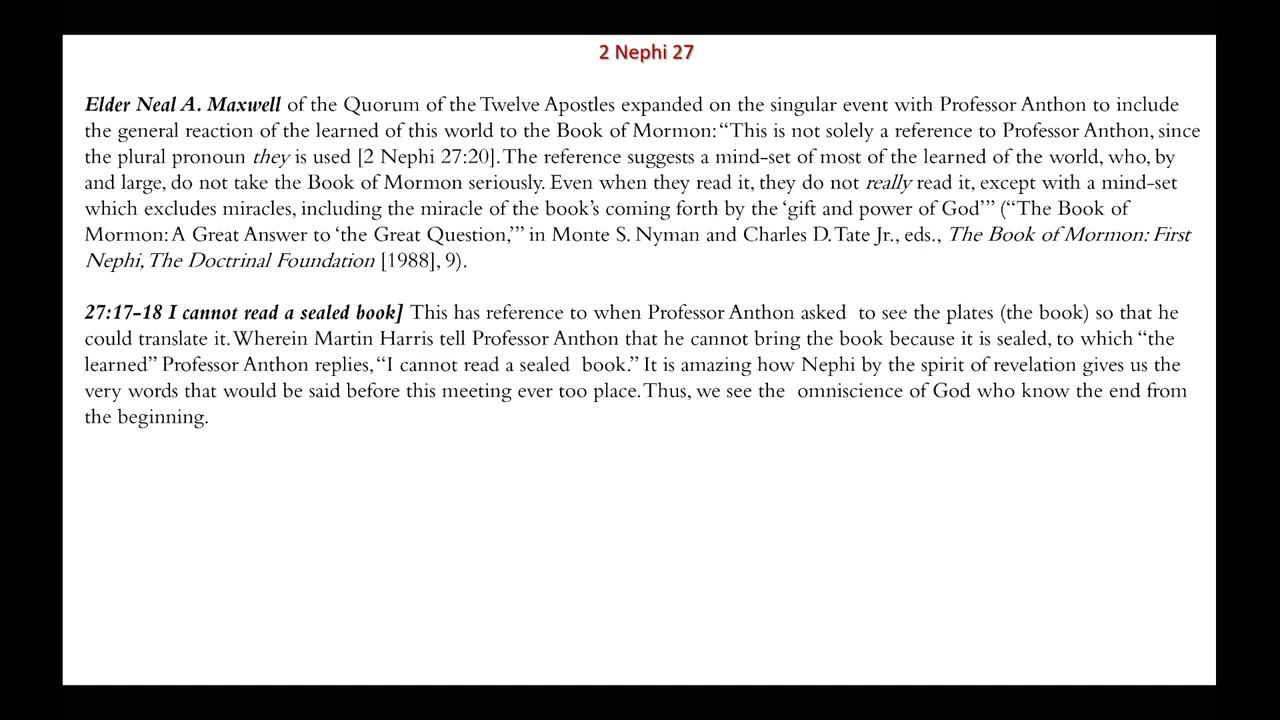 2 Nephi 27
Elder Neal A. Maxwell of the Quorum of the Twelve Apostles expanded on the singular event with Professor Anthon to include
the general reaction of the learned of this world to the Book of Mormon: “This is not solely a reference to Professor Anthon, since
the plural pronoun they is used [2 Nephi 27:20]. The reference suggests a mind-set of most of the learned of the world, who, by
and large, do not take the Book of Mormon seriously. Even when they read it, they do not really read it, except with a mind-set
which excludes miracles, including the miracle of the book’s coming forth by the ‘gift and power of God’” (“The Book of
Mormon: A Great Answer to ‘the Great Question,’” in Monte S. Nyman and Charles D. Tate Jr., eds., The Book of Mormon: First
Nephi, The Doctrinal Foundation [1988], 9).
27:17-18 I cannot read a sealed book] This has reference to when Professor Anthon asked to see the plates (the book) so that he
could translate it. Wherein Martin Harris tell Professor Anthon that he cannot bring the book because it is sealed, to which “the
learned” Professor Anthon replies, “I cannot read a sealed book.” It is amazing how Nephi by the spirit of revelation gives us the
very words that would be said before this meeting ever too place. Thus, we see the omniscience of God who know the end from
the beginning.